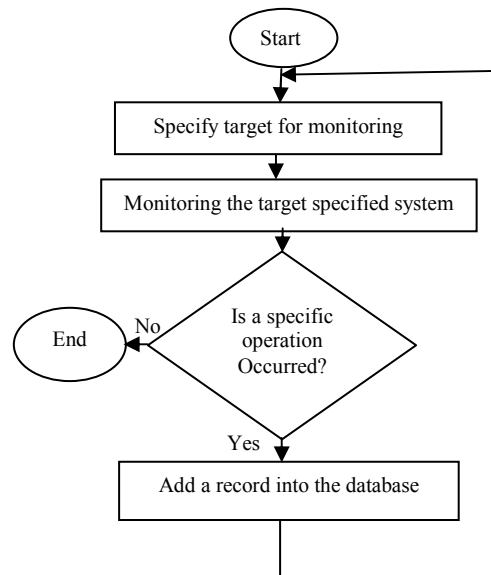 Start
Specify target for monitoring
Monitoring the target specified system
Is a specific
operation
Occurred?
No
End
Yes
Add a record into the database